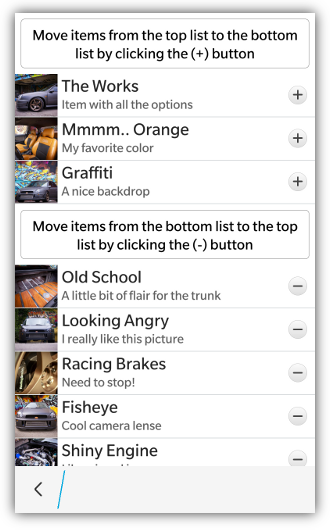 Move items from the top list to the bottom
list by clicking the (+) button
The Works
Item with all the options
Mmmm.. Orange
My favorite color
Graffiti
A nice backdrop
Move items from the bottom list to the top
list by clicking the (-) button
Old School
A little bit of flair for the trunk
Looking Angry
I really like this picture
Racing Brakes
Need to stop!
Fisheye
Cool camera lense
Shiny Engine